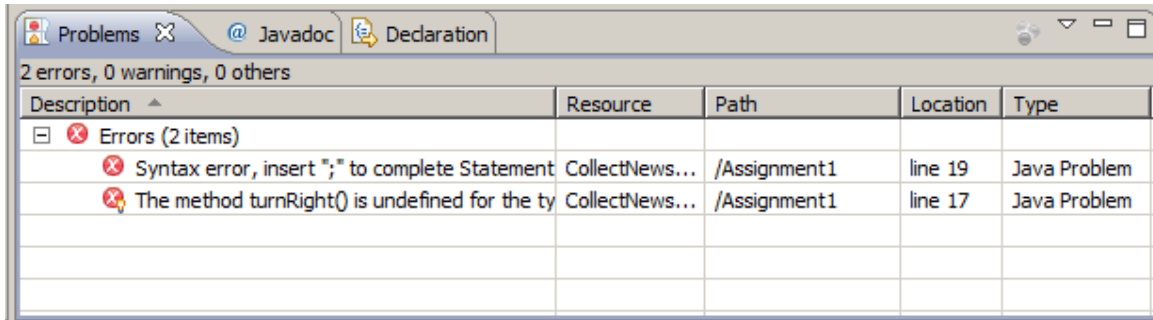 Problems @ Javadoc Declaration
2 errors, 0 warnings, 0 others
Description Resource Path Location Type
Errors (2 items)
Syntax error, insert ";" to complete Statement CollectNews... /Assignment1 line 19 Java Problem
The method turnRight() is undefined for the ty CollectNews... /Assignment1 line 17 Java Problem